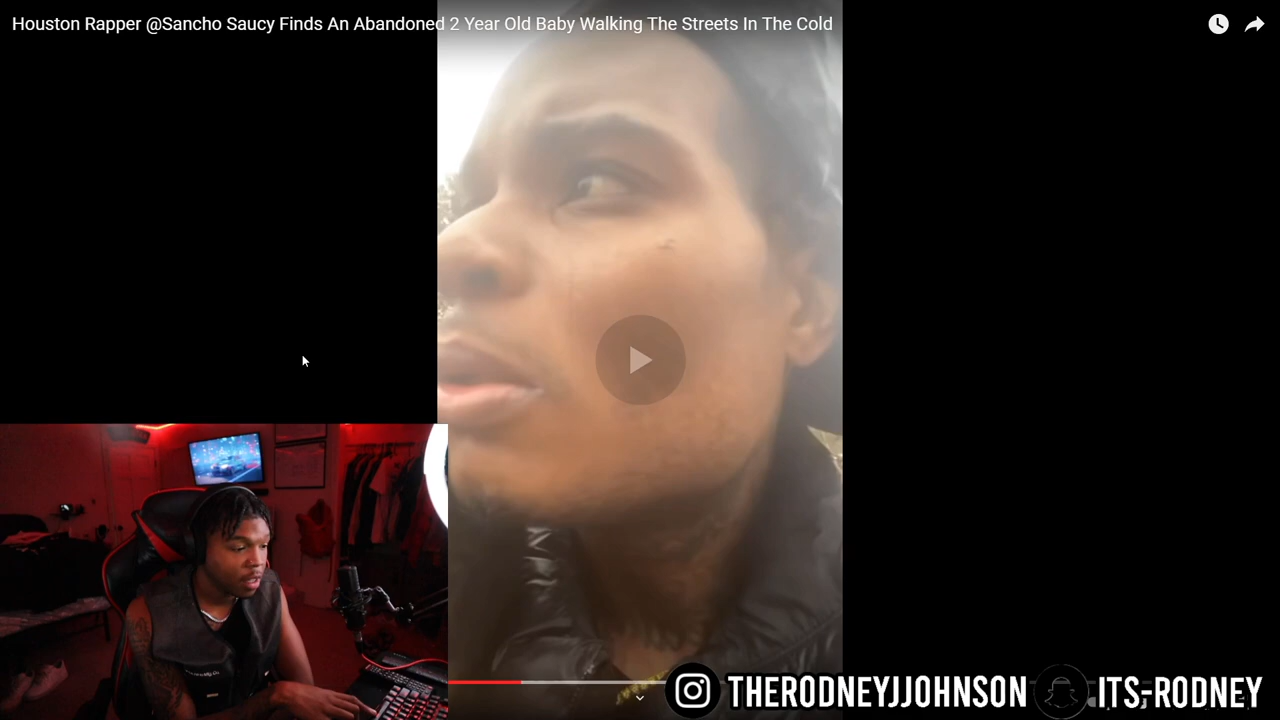 Houston Rapper @Sancho Saucy Finds An Abandoned 2 Year Old Baby Walking The Streets In The Cold
THERODNEYJJOHNSON
ITS-RODNEY